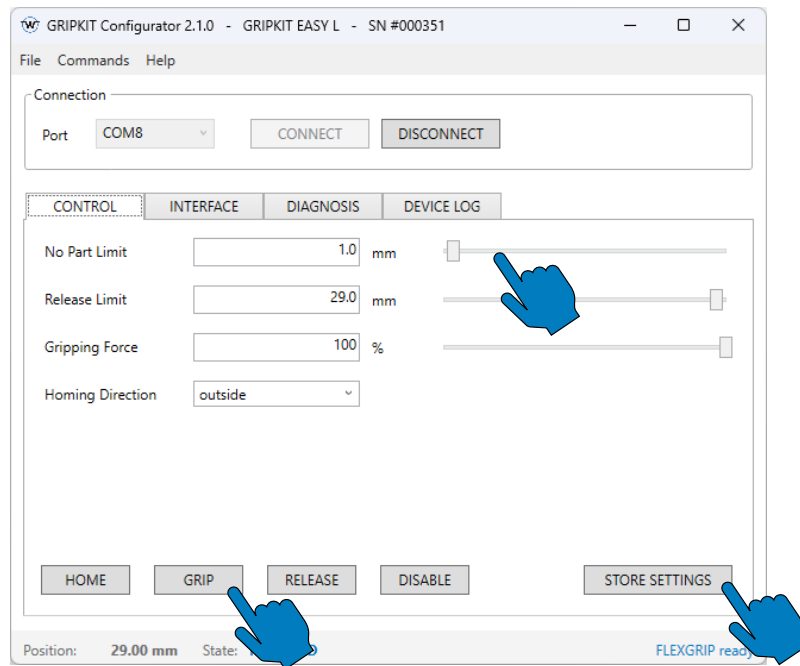 GRIPKIT Configurator 2.1.0 - GRIPKIT EASY L - SN #000351
File Commands Help
Connection
Port COM8 CONNECT DISCONNECT
CONTROL INTERFACE DIAGNOSIS DEVICE LOG
No Part Limit 1.0 mm
Release Limit 29.0 mm
Gripping Force 100 %
Homing Direction outside
HOME GRIP RELEASE DISABLE STORE SETTINGS
Position: 29.00 mm State: FLEXGRIP ready